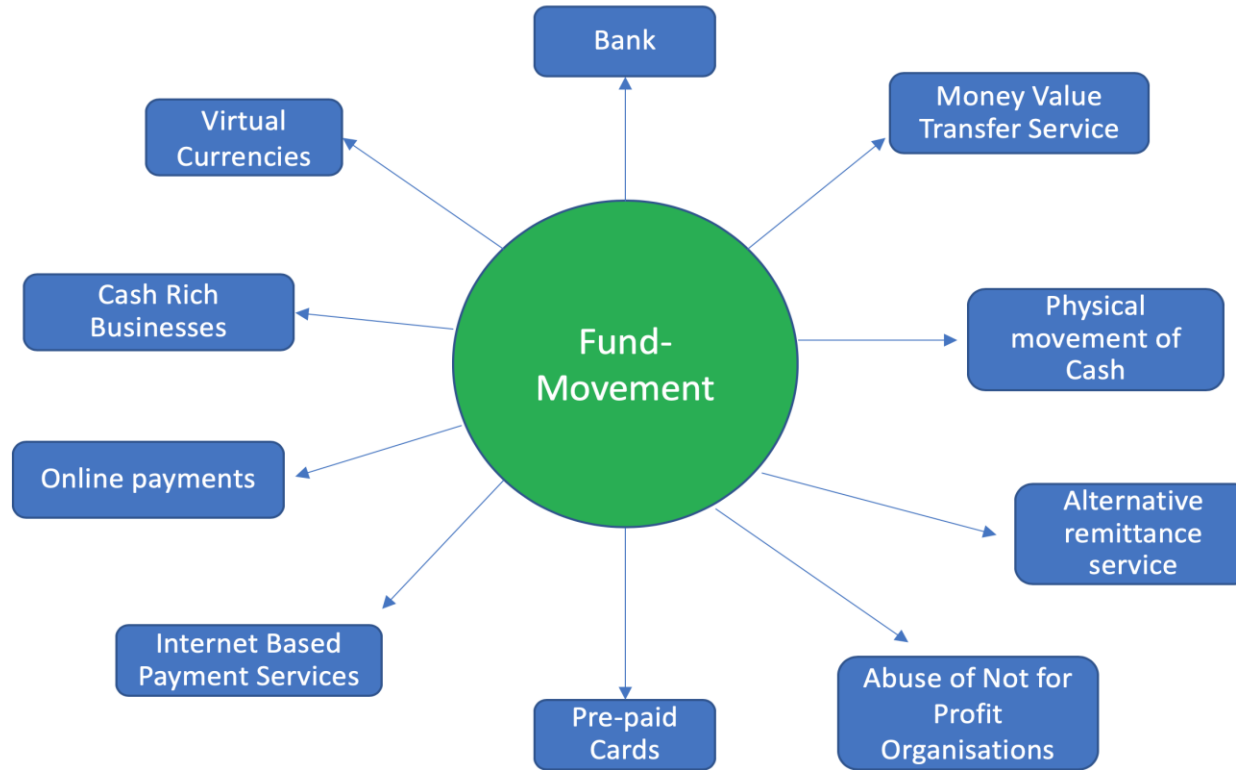 Bank
Money Value
Transfer Service
Virtual
Currencies
Cash Rich
Businesses
Physical
movement of
Cash
Fund-
Movement
Online payments
Alternative
remittance
service
Internet Based
Payment Services
Abuse of Not for
Profit
Organisations
Pre-paid
Cards